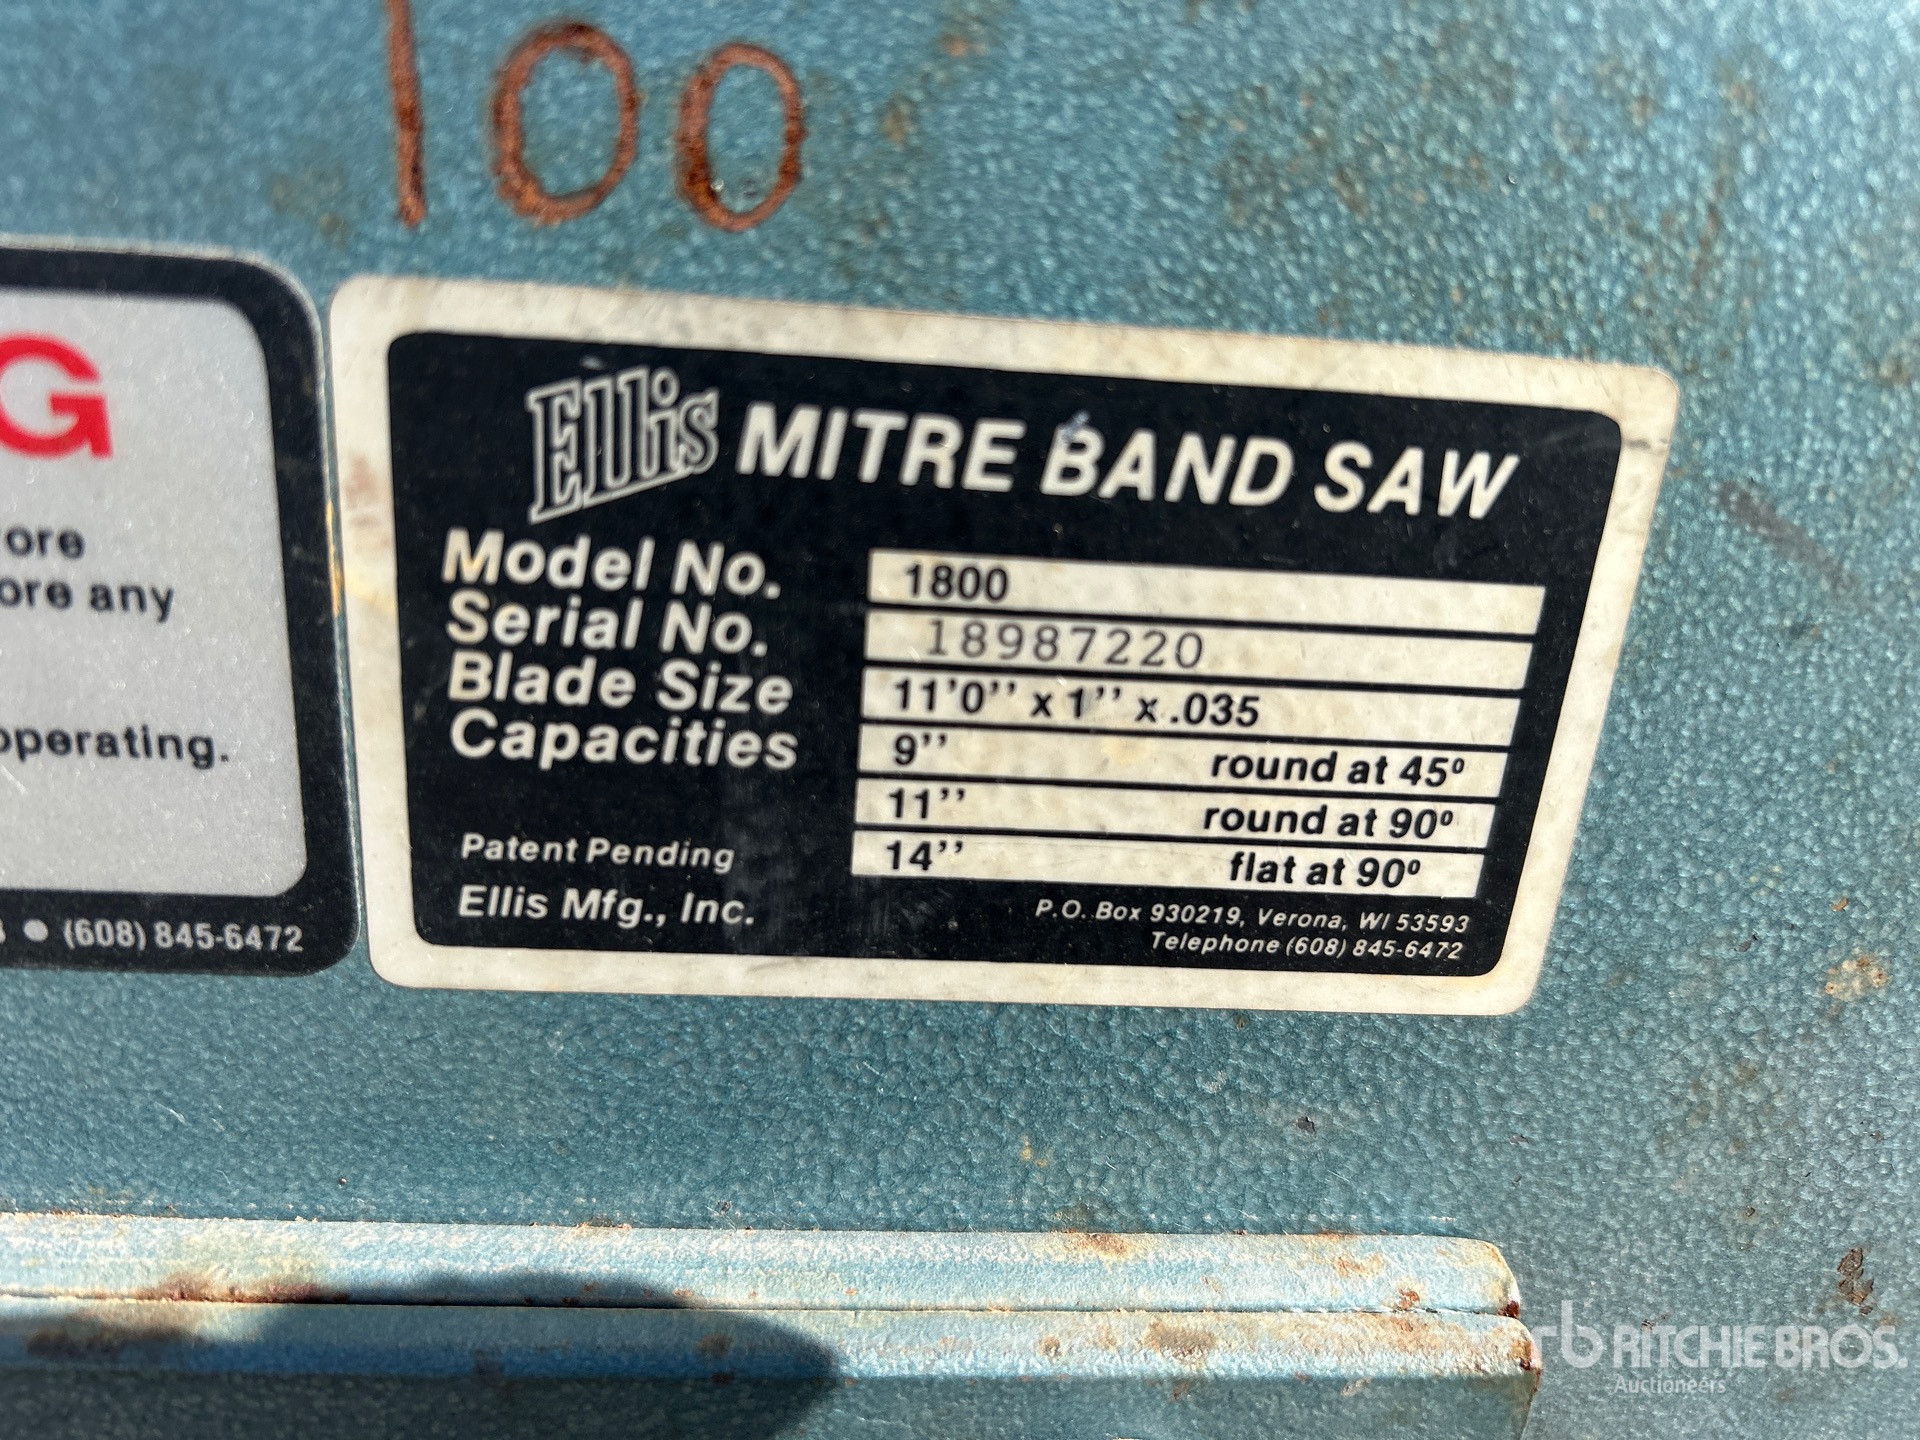 100
G
ore
ore any
operating.
● (608) 845-6472
Ellis MITRE BAND SAW
Model No. 1800
Serial No. 18987220
Blade Size 11'0'' x 1'' x .035
Capacities 9'' round at 45º
11'' round at 90º
14'' flat at 90º
Patent Pending
Ellis Mfg., Inc.
P.O. Box 930219, Verona, WI 53593
Telephone (608) 845-6472
rb RITCHIE BROS.
Auctioneers